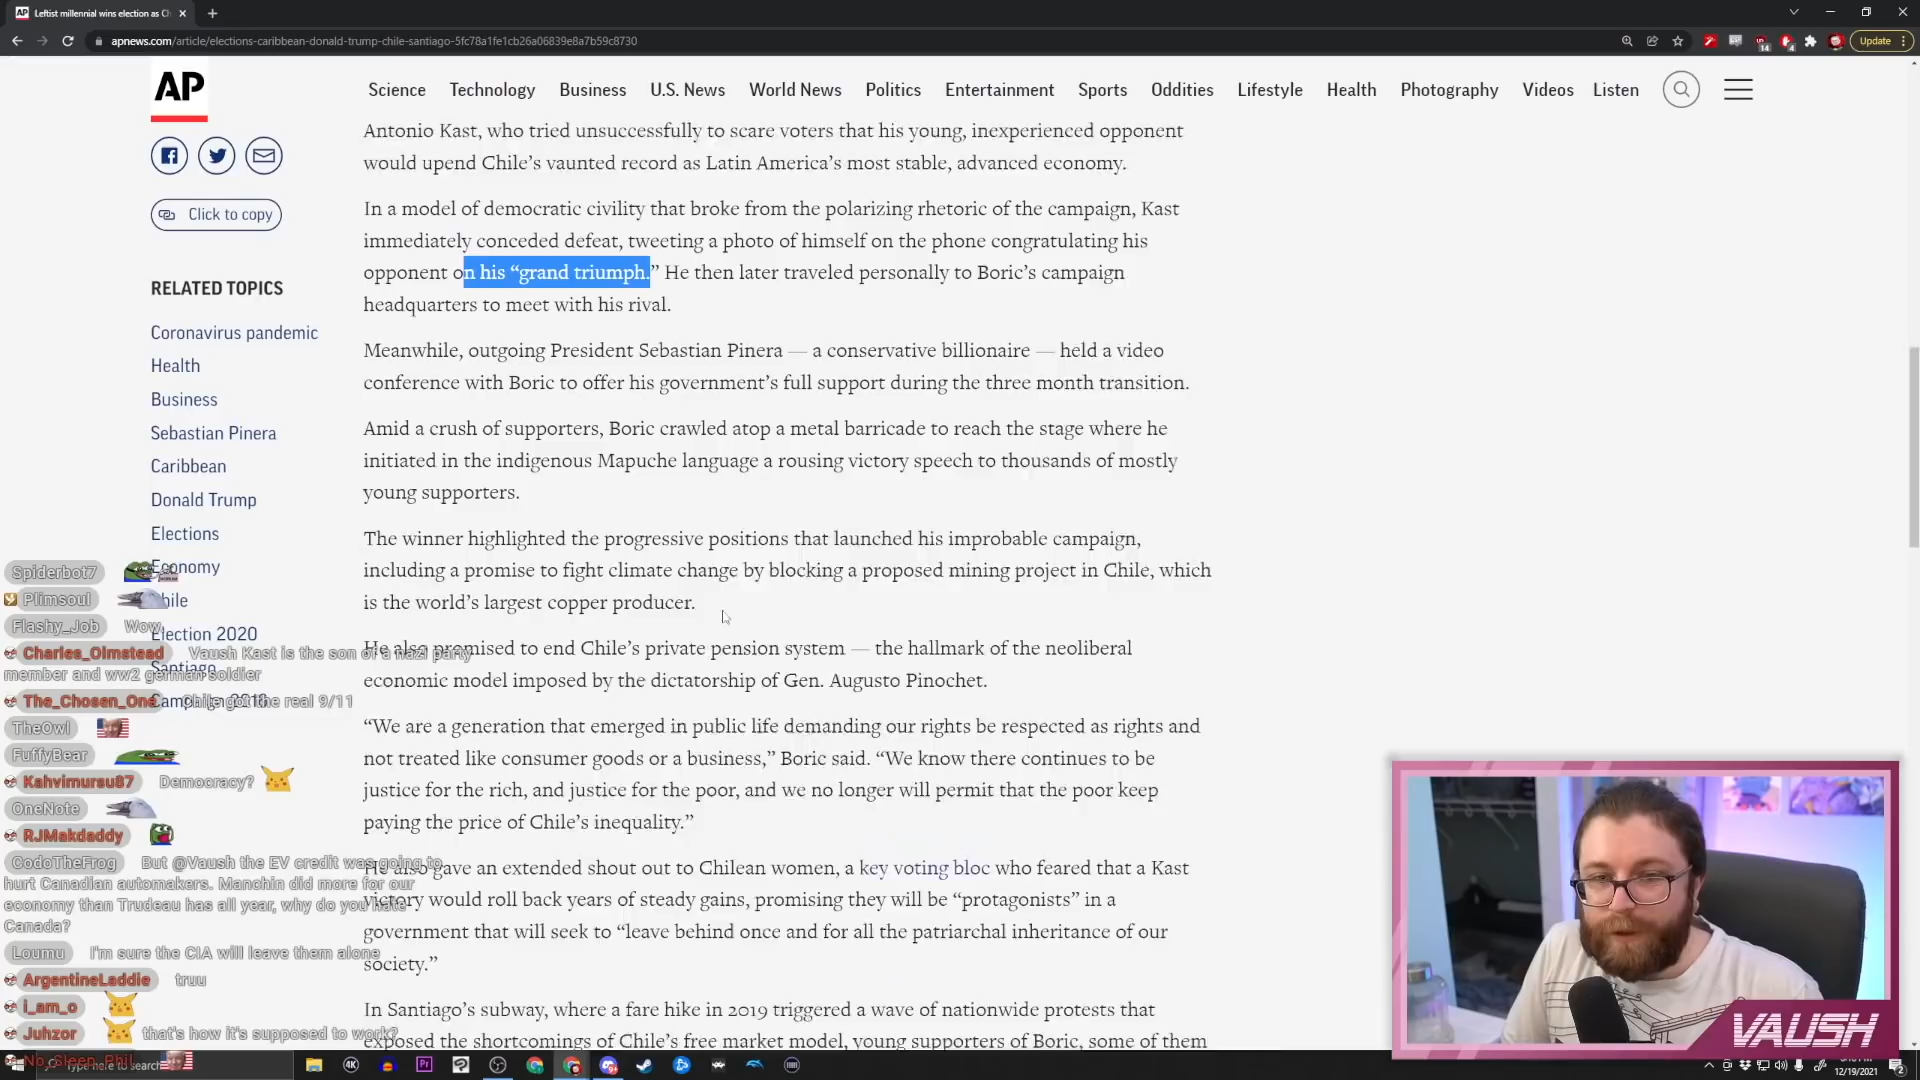 Leftist millennial wins election as Ch
apnews.com/article/elections-caribbean-donald-trump-chile-santiago-5fc78a1fe1cb26a06839e8a7b59c8730
Update
AP
Science Technology Business U.S. News World News Politics Entertainment Sports Oddities Lifestyle Health Photography Videos Listen
Click to copy
RELATED TOPICS
Coronavirus pandemic
Health
Business
Sebastian Pinera
Caribbean
Donald Trump
Elections
Economy
Chile
Election 2020
Santiago
Campaign 2016
Antonio Kast, who tried unsuccessfully to scare voters that his young, inexperienced opponent
would upend Chile’s vaunted record as Latin America’s most stable, advanced economy.
In a model of democratic civility that broke from the polarizing rhetoric of the campaign, Kast
immediately conceded defeat, tweeting a photo of himself on the phone congratulating his
opponent on his “grand triumph.” He then later traveled personally to Boric’s campaign
headquarters to meet with his rival.
Meanwhile, outgoing President Sebastian Pinera — a conservative billionaire — held a video
conference with Boric to offer his government’s full support during the three month transition.
Amid a crush of supporters, Boric crawled atop a metal barricade to reach the stage where he
initiated in the indigenous Mapuche language a rousing victory speech to thousands of mostly
young supporters.
The winner highlighted the progressive positions that launched his improbable campaign,
including a promise to fight climate change by blocking a proposed mining project in Chile, which
is the world’s largest copper producer.
He also promised to end Chile’s private pension system — the hallmark of the neoliberal
economic model imposed by the dictatorship of Gen. Augusto Pinochet.
“We are a generation that emerged in public life demanding our rights be respected as rights and
not treated like consumer goods or a business,” Boric said. “We know there continues to be
justice for the rich, and justice for the poor, and we no longer will permit that the poor keep
paying the price of Chile’s inequality.”
He also gave an extended shout out to Chilean women, a key voting bloc who feared that a Kast
victory would roll back years of steady gains, promising they will be “protagonists” in a
government that will seek to “leave behind once and for all the patriarchal inheritance of our
society.”
In Santiago’s subway, where a fare hike in 2019 triggered a wave of nationwide protests that
exposed the shortcomings of Chile’s free market model, young supporters of Boric, some of them
Spiderbot7
Plimsoul
Flashy_Job Wow
Charles_Olmstead Vaush Kast is the son of a nazi party
member and ww2 german soldier
The_Chosen_One Chile got the real 9/11
TheOwl
FuffyBear
Kahvimursu87 Democracy?
OneNote
RJMakdaddy
CodoTheFrog But @Vaush the EV credit was going to
hurt Canadian automakers. Manchin did more for our
economy than Trudeau has all year, why do you hate
Canada?
Loumu I'm sure the CIA will leave them alone
ArgentineLaddie truu
i_am_o
Juhzor that's how it's supposed to work?
No_Sleep_Phil
Type here to search
VAUSH
12/19/2021